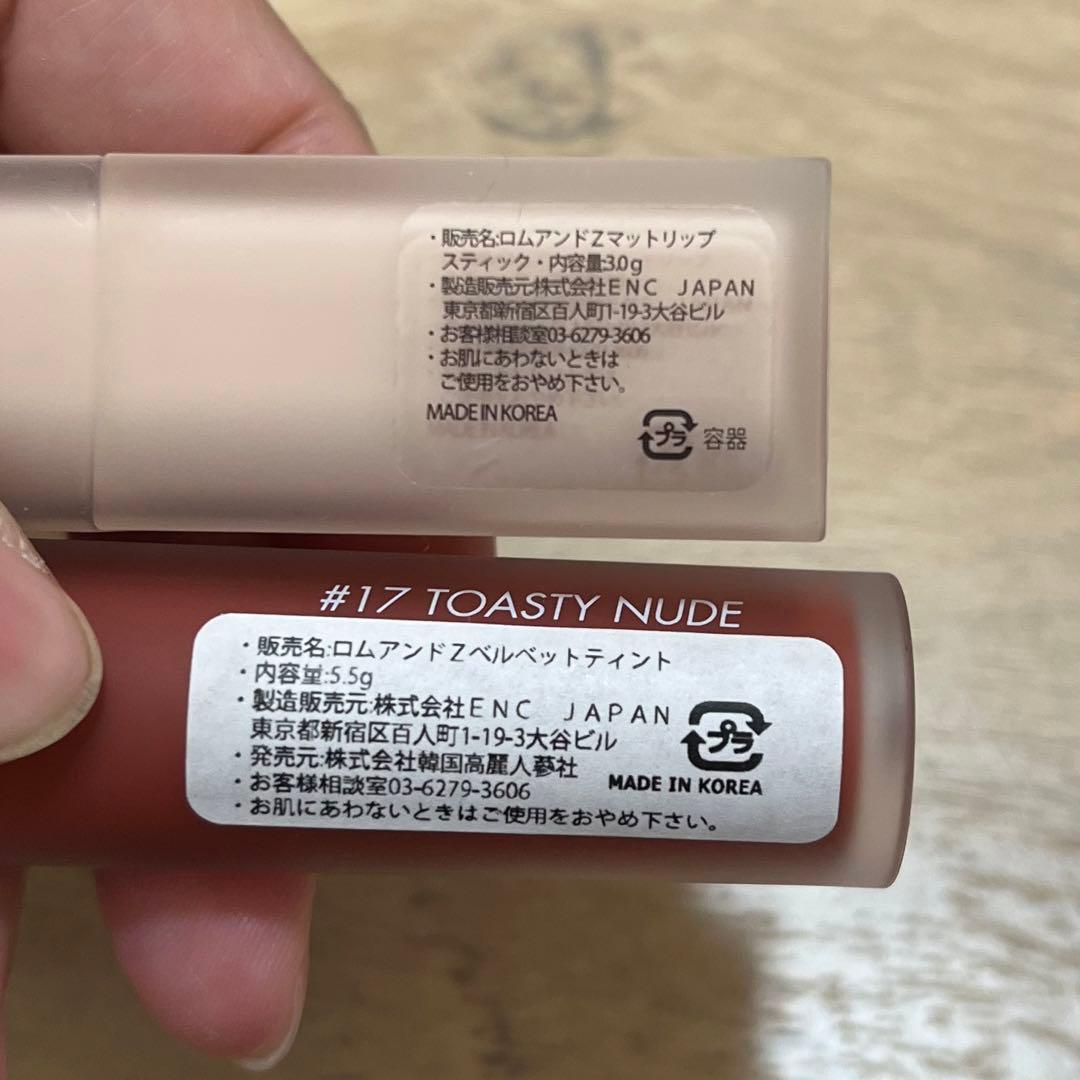 ・販売名:ロムアンドZマットリップ
スティック・内容量:3.0g
・製造販売元:株式会社ENC JAPAN
東京都新宿区百人町1-19-3大谷ビル
・お客様相談室03-6279-3606
・お肌にあわないときは
ご使用をおやめ下さい。
MADE IN KOREA
プラ 容器
#17 TOASTY NUDE
・販売名:ロムアンドZベルベットティント
・内容量:5.5g
・製造販売元:株式会社ENC JAPAN
東京都新宿区百人町1-19-3大谷ビル
・発売元:株式会社韓国高麗人蔘社
・お客様相談室03-6279-3606
・お肌にあわないときはご使用をおやめ下さい。
プラ
MADE IN KOREA